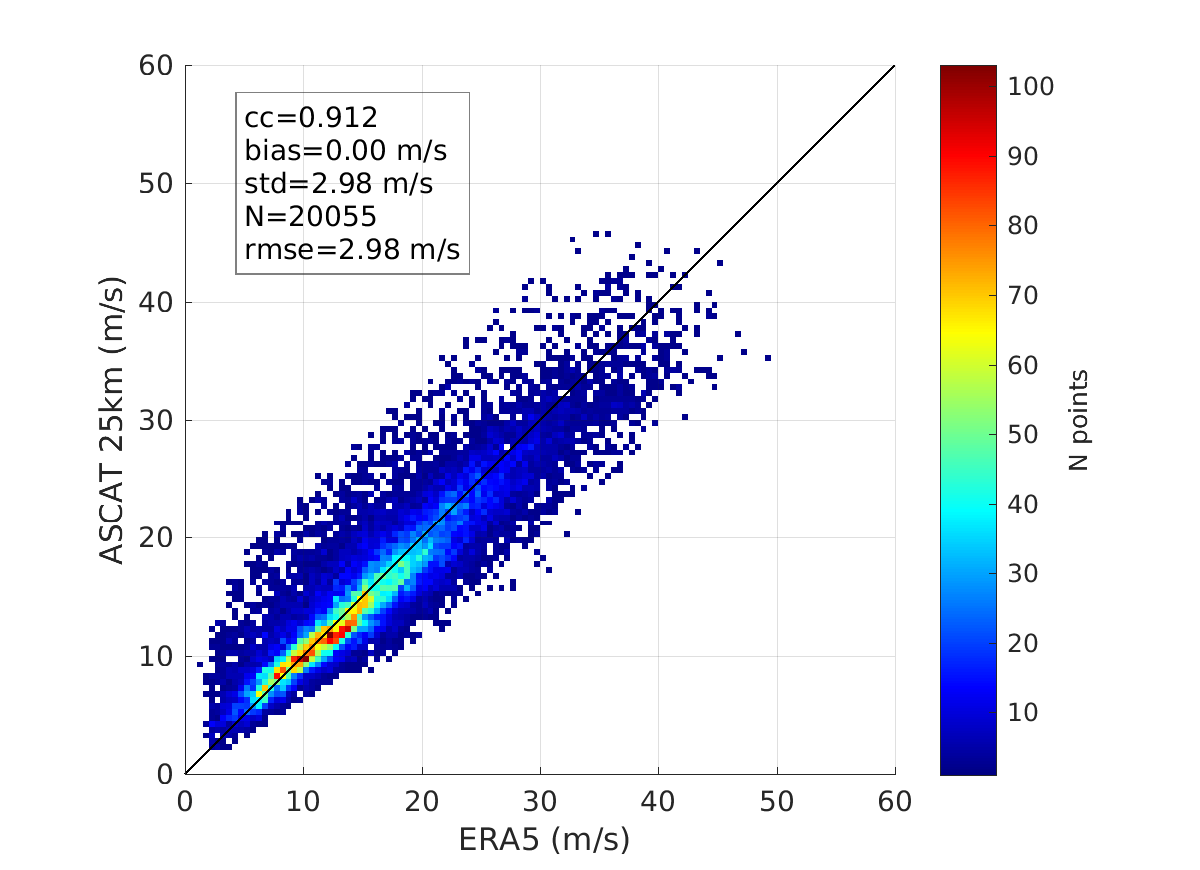 60
50
40
30
20
10
0
0 10 20 30 40 50 60
ASCAT 25km (m/s)
ERA5 (m/s)
cc=0.912
bias=0.00 m/s
std=2.98 m/s
N=20055
rmse=2.98 m/s
100
90
80
70
60
50
40
30
20
10
N points